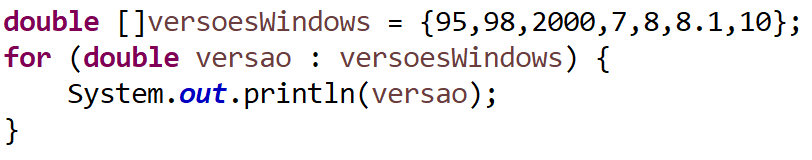 double []versoesWindows = {95,98,2000,7,8,8.1,10};
for (double versao : versoesWindows) {
    System.out.println(versao);
}